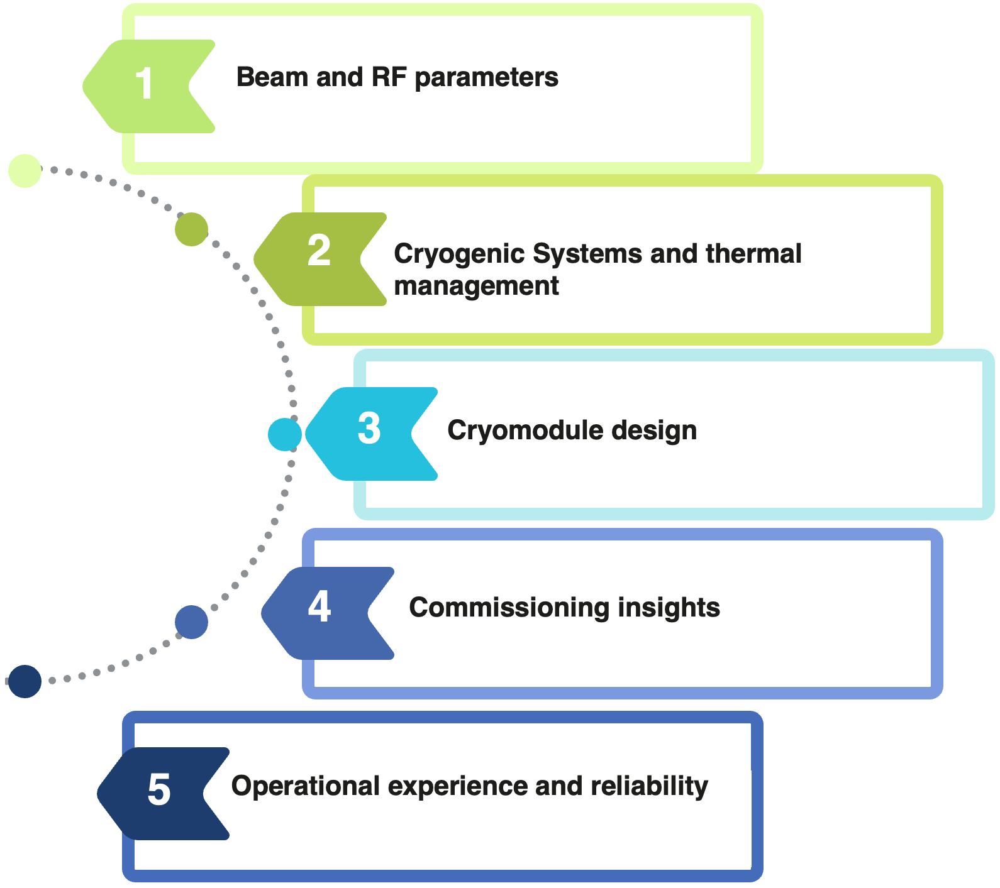 1
Beam and RF parameters
2
Cryogenic Systems and thermal
management
3
Cryomodule design
4
Commissioning insights
5
Operational experience and reliability